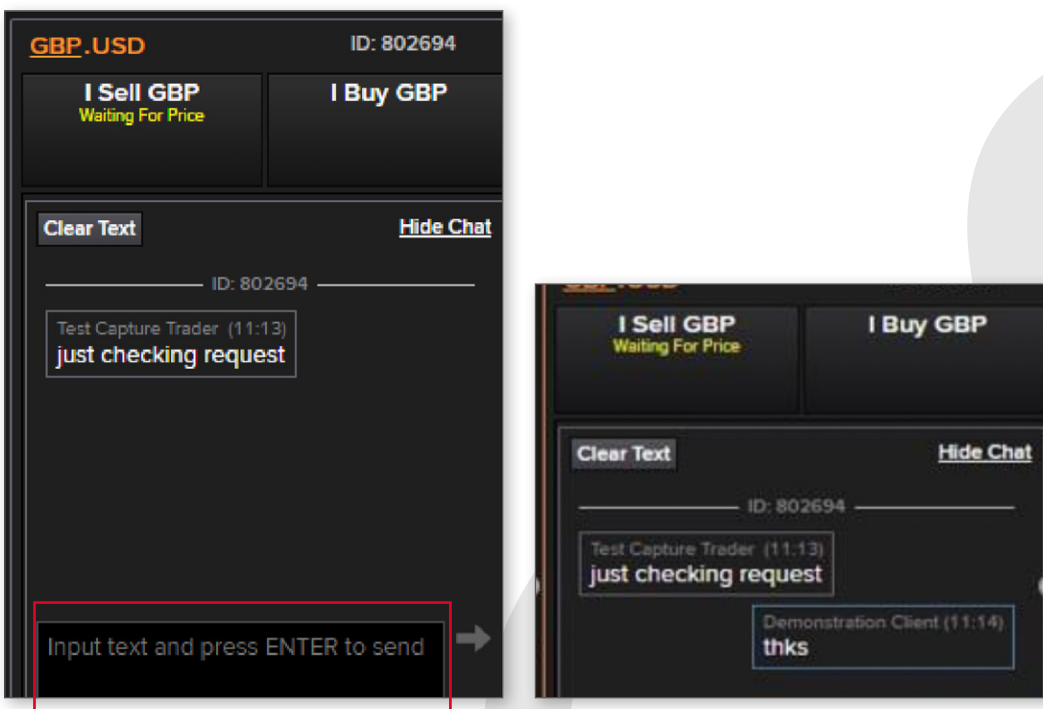 GBP.USD ID: 802694
I Sell GBP I Buy GBP
Waiting For Price
Clear Text Hide Chat
ID: 802694
Test Capture Trader (11:13)
just checking request
Input text and press ENTER to send
I Sell GBP I Buy GBP
Waiting For Price
Clear Text Hide Chat
ID: 802694
Test Capture Trader (11:13)
just checking request
Demonstration Client (11:14)
thks